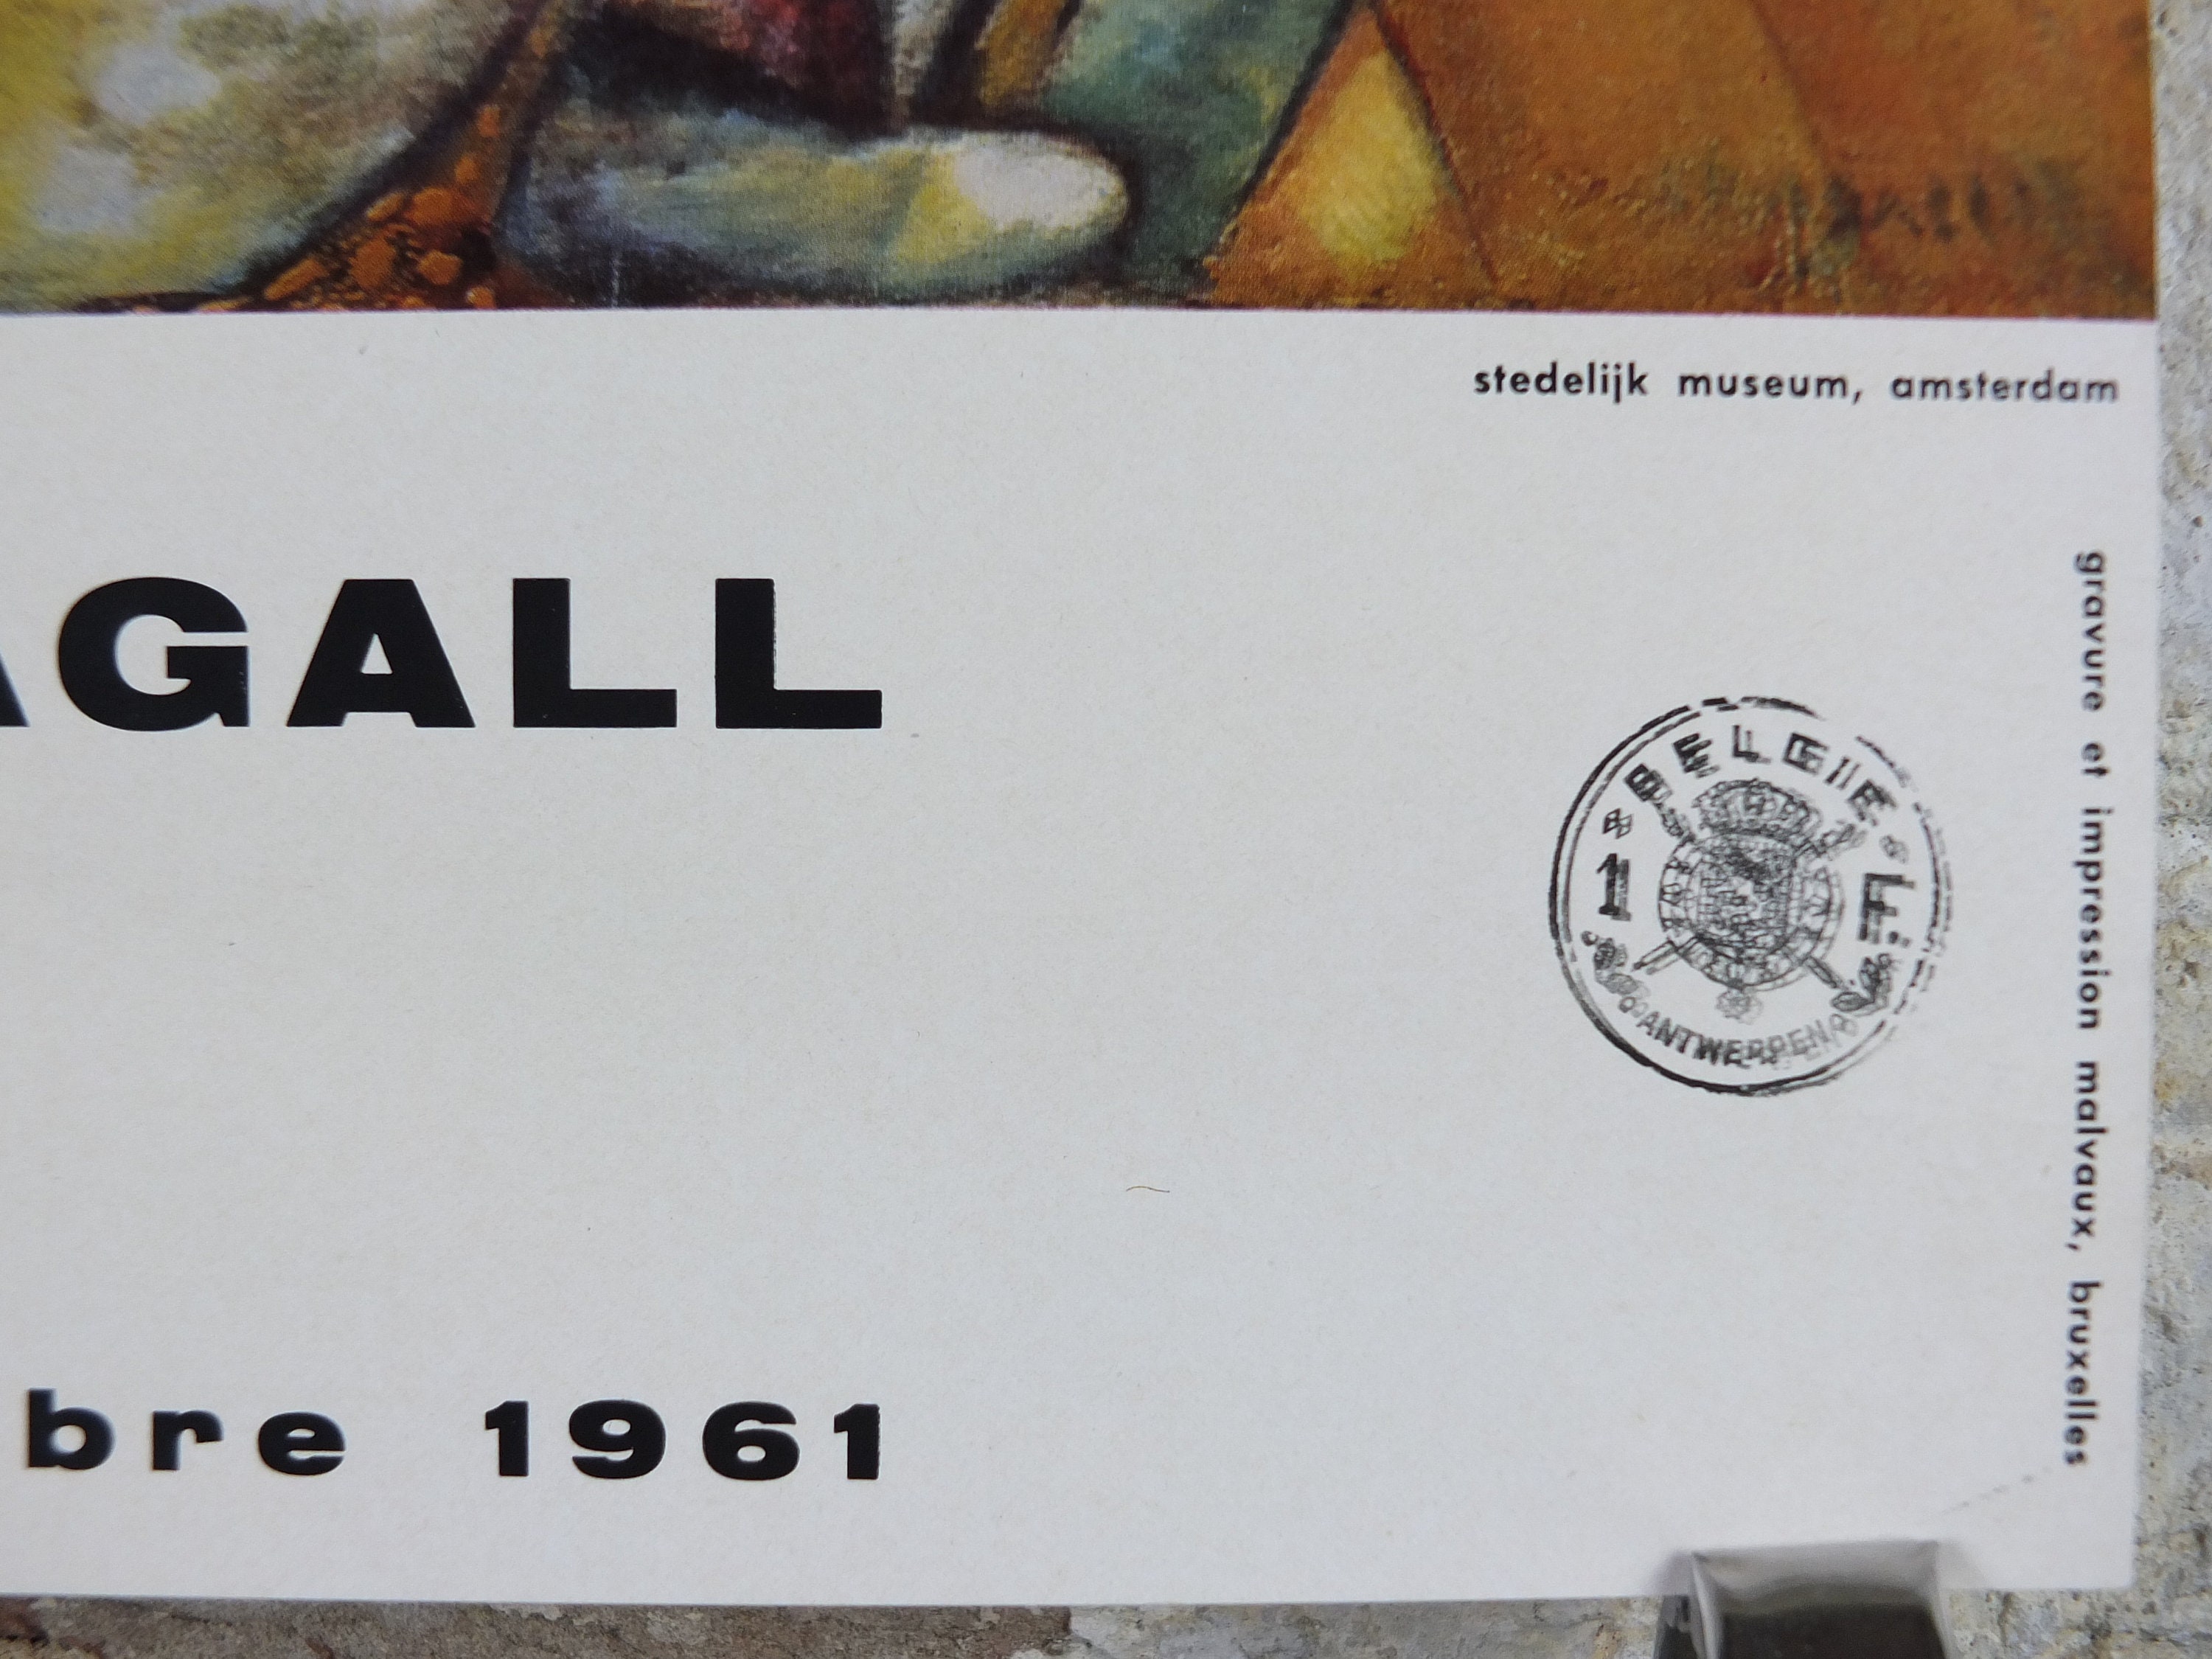 stedelijk museum, amsterdam
AGALL
BELGIE
1 F.
ANTWERPEN
gravure et impression malvaux, bruxelles
bre 1961